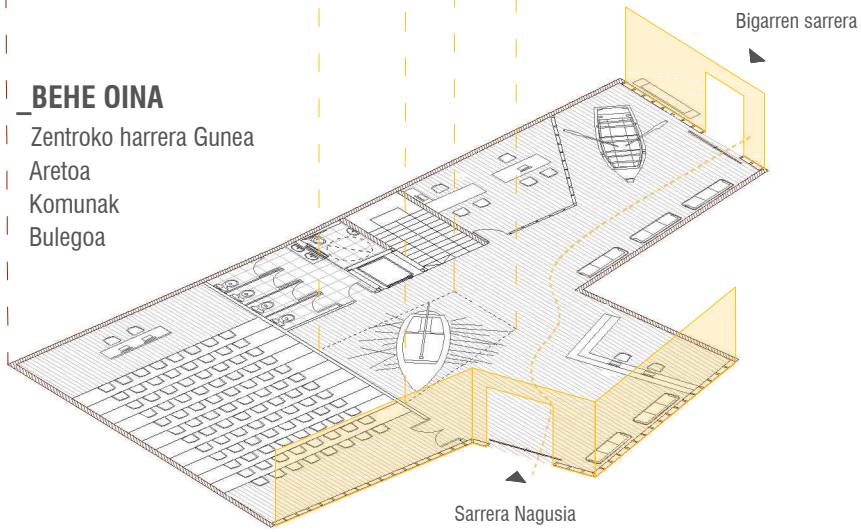 Bigarren sarrera
_BEHE OINA
Zentroko harrera Gunea
Aretoa
Komunak
Bulegoa
Sarrera Nagusia